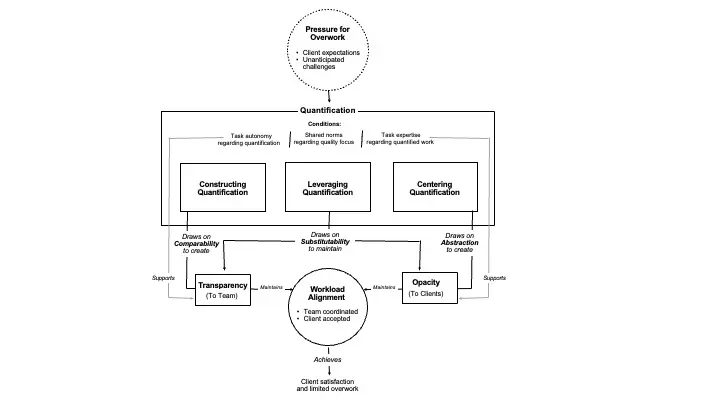 Pressure for
Overwork
• Client expectations
• Unanticipated
challenges
Quantification
Conditions:
Task autonomy
regarding quantification
Shared norms
regarding quality focus
Task expertise
regarding quantified work
Constructing
Quantification
Leveraging
Quantification
Centering
Quantification
Draws on
Comparability
to create
Draws on
Substitutability
to maintain
Draws on
Abstraction
to create
Supports
Transparency
(To Team)
Maintains
Workload
Alignment
• Team coordinated
• Client accepted
Maintains
Opacity
(To Clients)
Supports
Achieves
Client satisfaction
and limited overwork